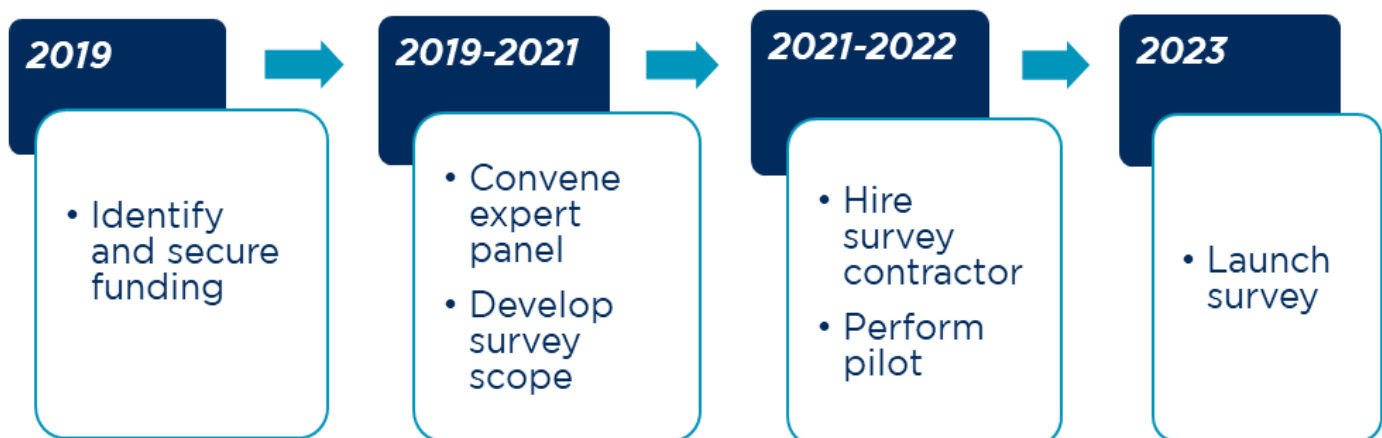 2019
• Identify
and secure
funding
2019-2021
• Convene
expert
panel
• Develop
survey
scope
2021-2022
• Hire
survey
contractor
• Perform
pilot
2023
• Launch
survey